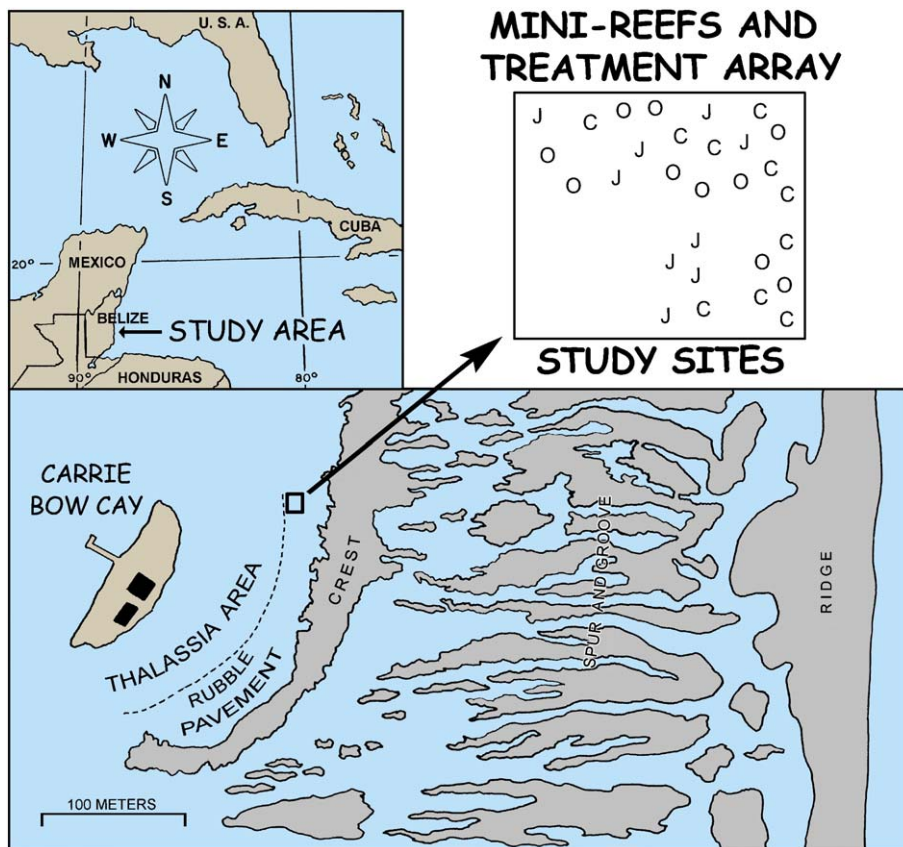 U.S.A.
N
W E
S
CUBA
20° MEXICO
BELIZE
STUDY AREA
HONDURAS
90° 80°
MINI-REEFS AND
TREATMENT ARRAY
J C O O J C
O
C J
O J C
C
O J O O O C
J C
J O
J O
J C C C
STUDY SITES
CARRIE
BOW CAY
THALASSIA AREA
RUBBLE
PAVEMENT
CREST
SPUR AND GROOVE
RIDGE
100 METERS